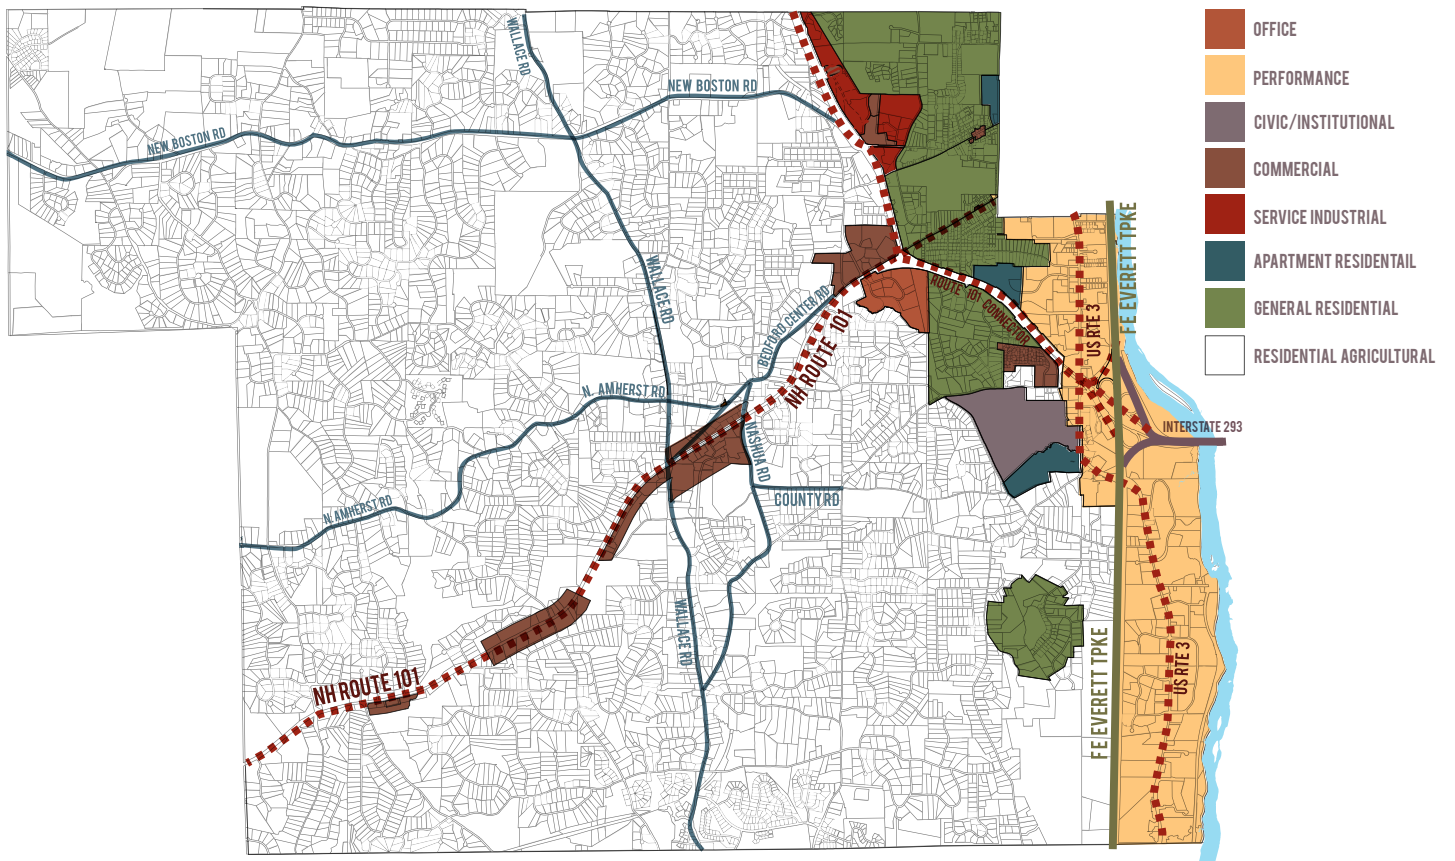 OFFICE
PERFORMANCE
CIVIC/INSTITUTIONAL
COMMERCIAL
SERVICE INDUSTRIAL
APARTMENT RESIDENTAIL
GENERAL RESIDENTIAL
RESIDENTIAL AGRICULTURAL
WALLACE RD
NEW BOSTON RD
NEW BOSTON RD
FE EVERETT TPKE
WALLACE RD
BEDFORD CENTER RD
ROUTE 101 CONNECTOR
US RTE 3
NH ROUTE 101
N. AMHERST RD
INTERSTATE 293
NASHUA RD
COUNTY RD
N. AMHERST RD
WALLACE RD
FE EVERETT TPKE
US RTE 3
NH ROUTE 101